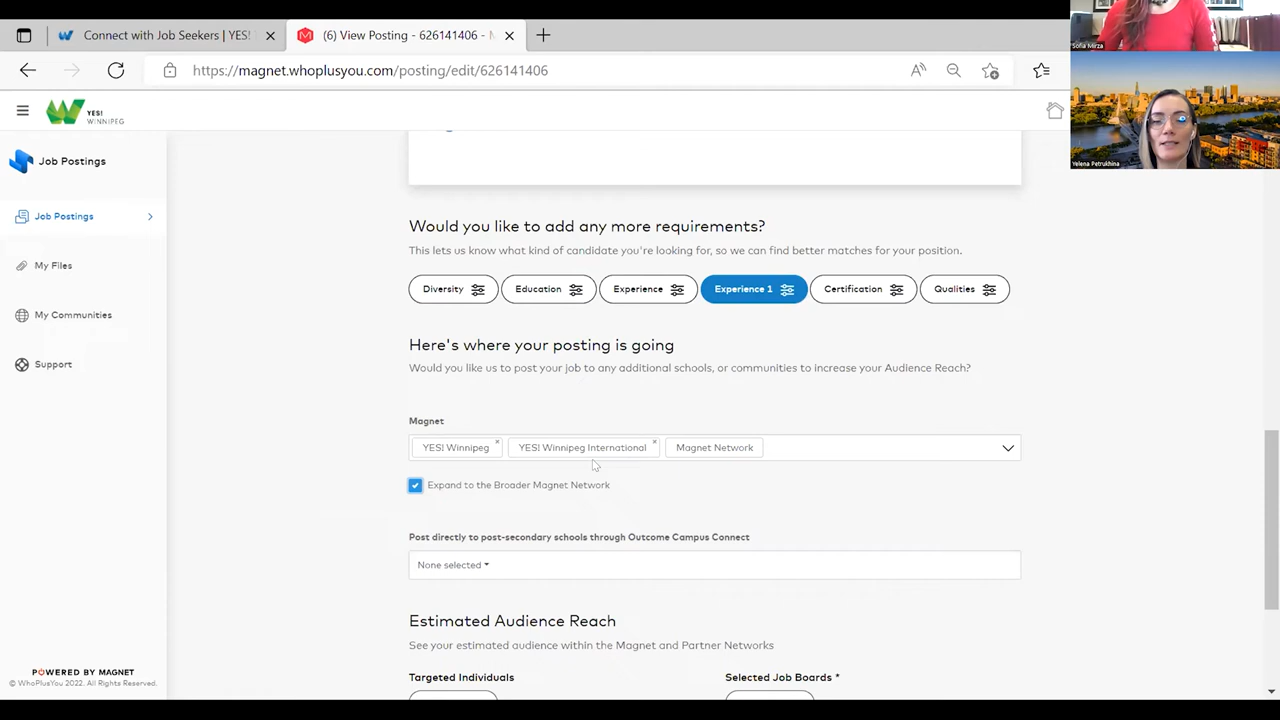 Connect with Job Seekers | YES!
(6) View Posting - 626141406 -
https://magnet.whoplusyou.com/posting/edit/626141406
YES!
WINNIPEG
Sofia Mirza
Yelena Petrukhina
Job Postings
Job Postings
My Files
My Communities
Support
POWERED BY MAGNET
© WhoPlusYou 2022. All Rights Reserved.
Would you like to add any more requirements?
This lets us know what kind of candidate you're looking for, so we can find better matches for your position.
Diversity Education Experience Experience 1 Certification Qualities
Here's where your posting is going
Would you like us to post your job to any additional schools, or communities to increase your Audience Reach?
Magnet
YES! Winnipeg × YES! Winnipeg International × Magnet Network
Expand to the Broader Magnet Network
Post directly to post-secondary schools through Outcome Campus Connect
None selected
Estimated Audience Reach
See your estimated audience within the Magnet and Partner Networks
Targeted Individuals Selected Job Boards *